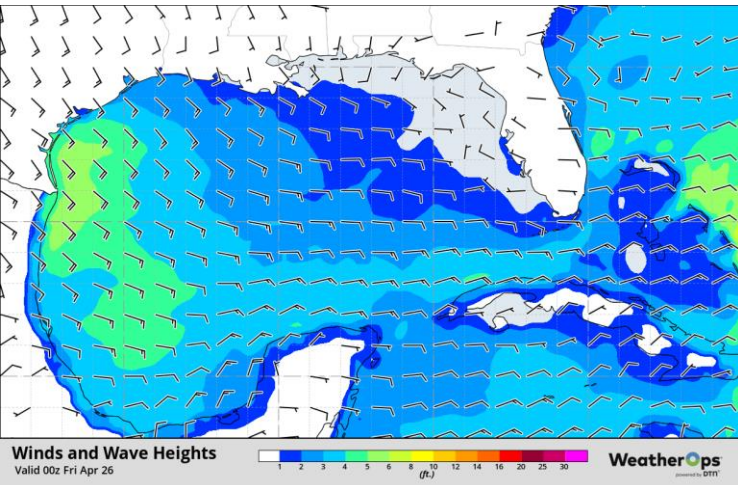 Winds and Wave Heights
Valid 00z Fri Apr 26
1 2 3 4 5 6 7 8 10 12 14 16 20 25 30
(ft.)
WeatherOps
powered by DTN